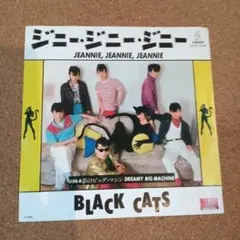 ジニー・ジニー・ジニー
JEANNIE, JEANNIE, JEANNIE
SIDE-B 夢のビッグ・マシン DREAMY BIG MACHINE
BLACK CATS